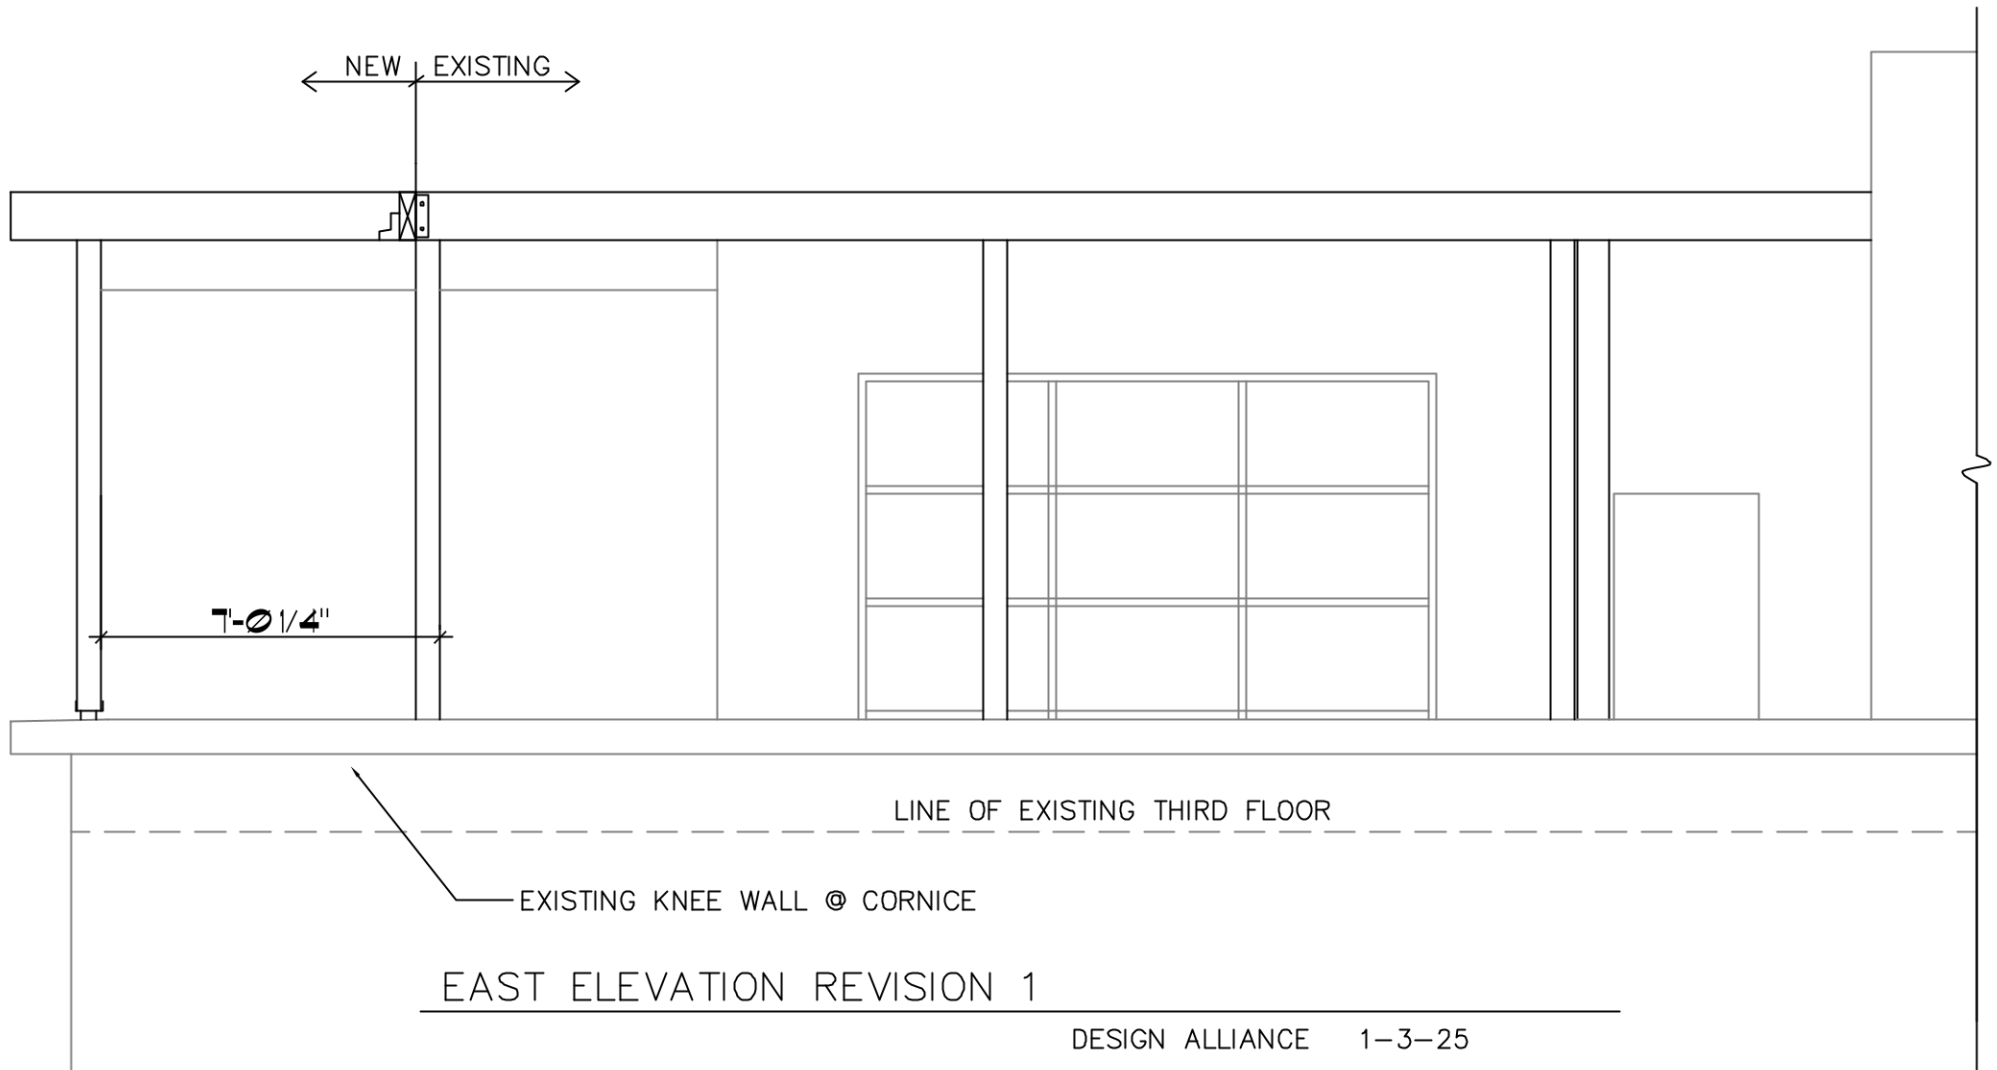 NEW EXISTING
7'-0 1/4"
LINE OF EXISTING THIRD FLOOR
EXISTING KNEE WALL @ CORNICE
EAST ELEVATION REVISION 1
DESIGN ALLIANCE 1-3-25